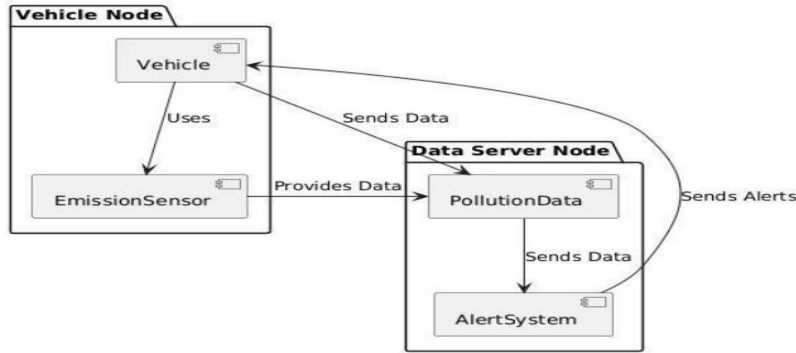 Vehicle Node
Vehicle
Uses
Sends Data
Data Server Node
Provides Data
EmissionSensor
PollutionData
Sends Alerts
Sends Data
AlertSystem